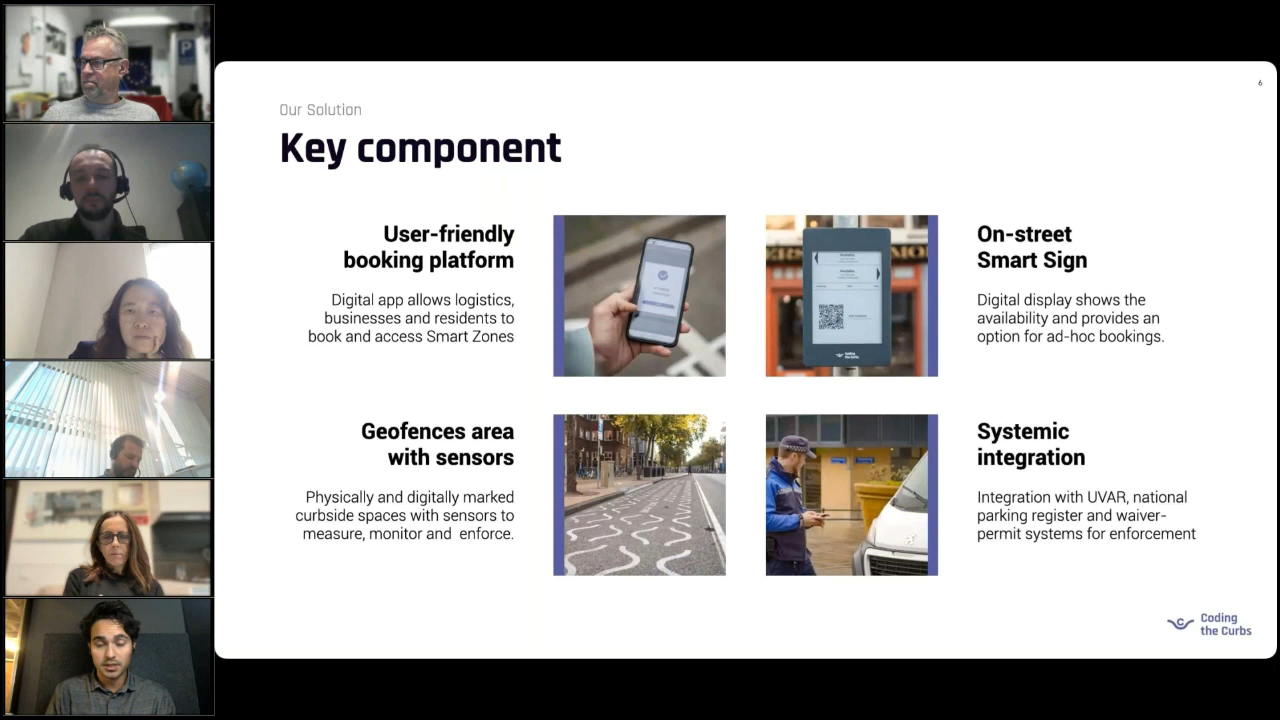 6
Our Solution
Key component
User-friendly
booking platform
Digital app allows logistics,
businesses and residents to
book and access Smart Zones
On-street
Smart Sign
Digital display shows the
availability and provides an
option for ad-hoc bookings.
Geofences area
with sensors
Physically and digitally marked
curbside spaces with sensors to
measure, monitor and  enforce.
Systemic
integration
Integration with UVAR, national
parking register and waiver-
permit systems for enforcement
Coding
the Curbs
Coding
the Curbs
P